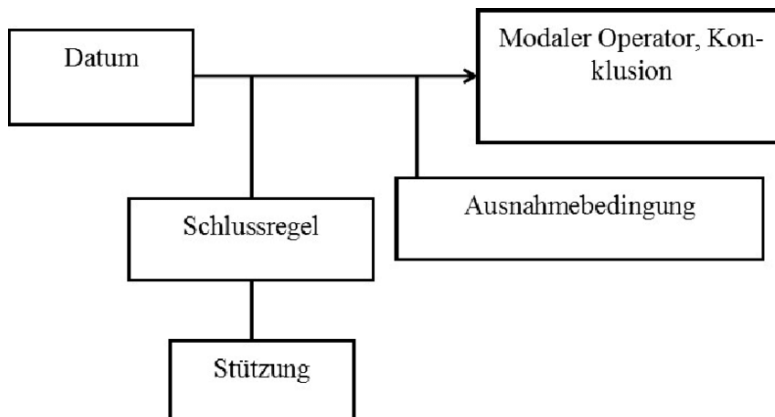 Datum
Modaler Operator, Kon-
klusion
Schlussregel
Ausnahmebedingung
Stützung